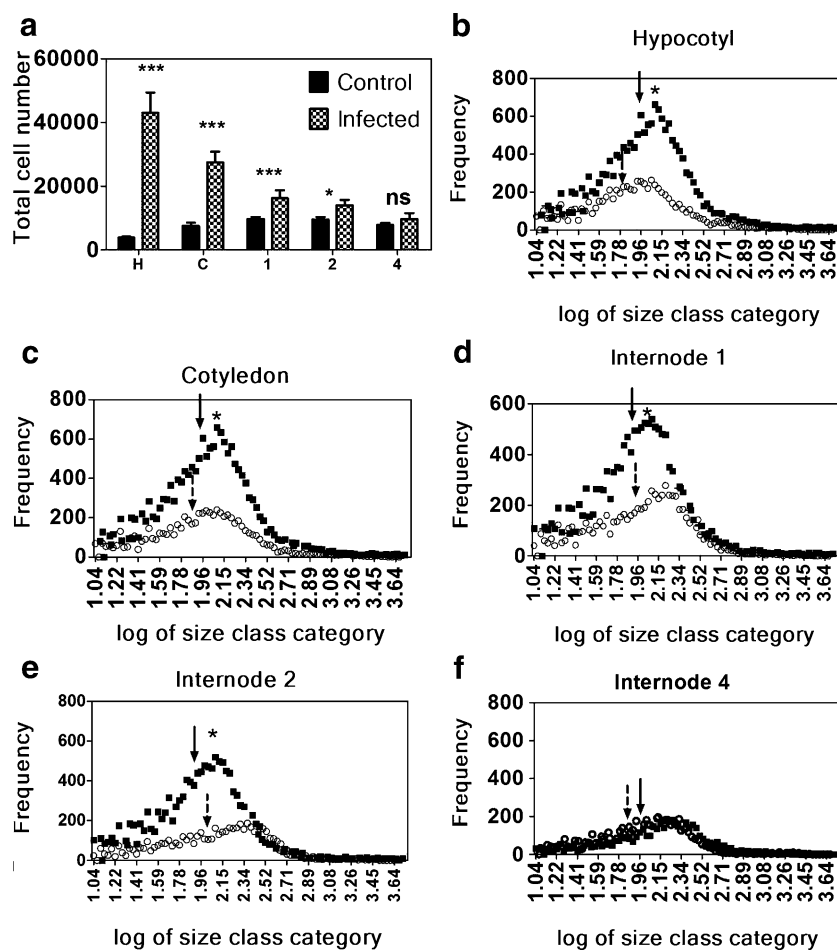 a
Total cell number
60000
40000
20000
0
***
***
***
*
ns
Control
Infected
H C 1 2 4
b
Hypocotyl
Frequency
800
600
400
200
0
*
1.04 1.22 1.41 1.59 1.78 1.96 2.15 2.34 2.52 2.71 2.89 3.08 3.26 3.45 3.64
log of size class category
c
Cotyledon
Frequency
800
600
400
200
0
*
1.04 1.22 1.41 1.59 1.78 1.96 2.15 2.34 2.52 2.71 2.89 3.08 3.26 3.45 3.64
log of size class category
d
Internode 1
Frequency
600
400
200
0
*
1.04 1.22 1.41 1.59 1.78 1.96 2.15 2.34 2.52 2.71 2.89 3.08 3.26 3.45 3.64
log of size class category
e
Internode 2
Frequency
800
600
400
200
0
*
1.04 1.22 1.41 1.59 1.78 1.96 2.15 2.34 2.52 2.71 2.89 3.08 3.26 3.45 3.64
log of size class category
f
Internode 4
Frequency
800
600
400
200
0
1.04 1.22 1.41 1.59 1.78 1.96 2.15 2.34 2.52 2.71 2.89 3.08 3.26 3.45 3.64
log of size class category